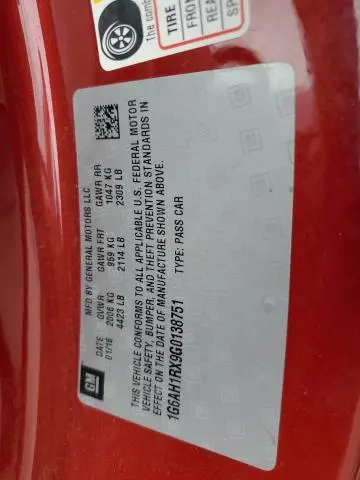 The comb
TIRE
FRO
REA
SP
GM
MFD BY GENERAL MOTORS LLC
DATE GVWR GAWR FRT GAWR RR
01/16 2006 KG 959 KG 1047 KG
4423 LB 2114 LB 2309 LB
THIS VEHICLE CONFORMS TO ALL APPLICABLE U.S. FEDERAL MOTOR
VEHICLE SAFETY, BUMPER, AND THEFT PREVENTION STANDARDS IN
EFFECT ON THE DATE OF MANUFACTURE SHOWN ABOVE.
TYPE: PASS CAR
1G6AH1RX9G0138751